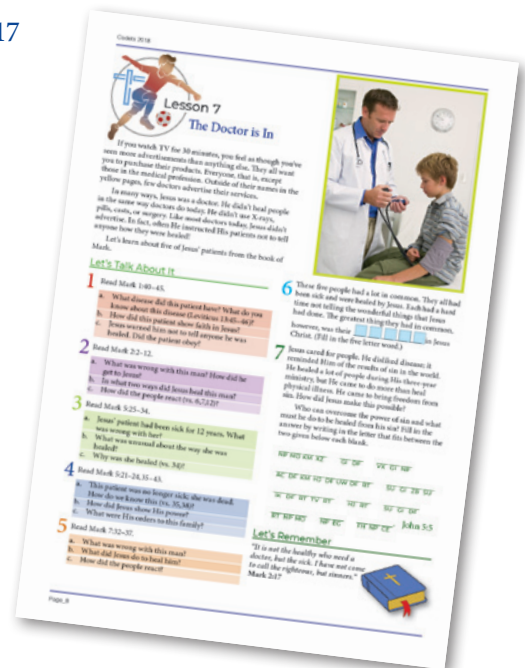 17
Cadets 2014
Lesson 7
The Doctor is In
If you watch TV for 30 minutes, you feel as though you've
seen more advertisements than anything else. They all want
you to purchase their products. Everyone, that is, except
those in the medical profession. Outside of their names in the
yellow pages, few doctors advertise their services.
In many ways, Jesus was a doctor. He didn't heal people
in the same way doctors do today. He didn't use X-rays,
pills, casts, or surgery. Like most doctors today, Jesus didn't
advertise. In fact, often He instructed His patients not to tell
anyone how they were healed!
Let's learn about five of Jesus' patients from the book of
Mark.
Let's Talk About It
1 Read Mark 1:40-45.
a. What disease did this patient have? What do you
know about this disease (Leviticus 13:45-46)?
b. How did this patient show faith in Jesus?
c. Jesus warned him not to tell anyone he was
healed. Did the patient obey?
2 Read Mark 2:2-12.
a. What was wrong with this man? How did he
get to Jesus?
b. In what two ways did Jesus heal this man?
c. How did the people react (vs. 6,7,12)?
3 Read Mark 5:25-34.
a. Jesus' patient had been sick for 12 years. What
was wrong with her?
b. What was unusual about the way she was
healed?
c. Why was she healed (vs. 34)?
4 Read Mark 5:21-24,35-43.
a. This patient was no longer sick; she was dead.
How do we know this (vs. 35,38)?
b. How did Jesus show His power?
c. What were His orders to this family?
5 Read Mark 7:32-37.
a. What was wrong with this man?
b. What did Jesus do to heal him?
c. How did the people react?
6 These five people had a lot in common. They all had
been sick and were healed by Jesus. Each had a hard
time not telling the wonderful things that Jesus
had done. The greatest thing they had in common,
however, was their in Jesus
Christ. (Fill in the five letter word.)
7 Jesus cared for people. He disliked disease; it
reminded Him of the results of sin in the world.
He healed a lot of people during His three-year
ministry, but He came to do more than heal
physical illness. He came to bring freedom from
sin. How did Jesus make this possible?
Who can overcome the power of sin and what
must he do to be healed from his sin? Fill in the
answer by writing in the letter that fits between the
two given below each blank.
John 5:5
Let's Remember
"It is not the healthy who need a
doctor, but the sick. I have not come
to call the righteous, but sinners."
Mark 2:17
Page_8